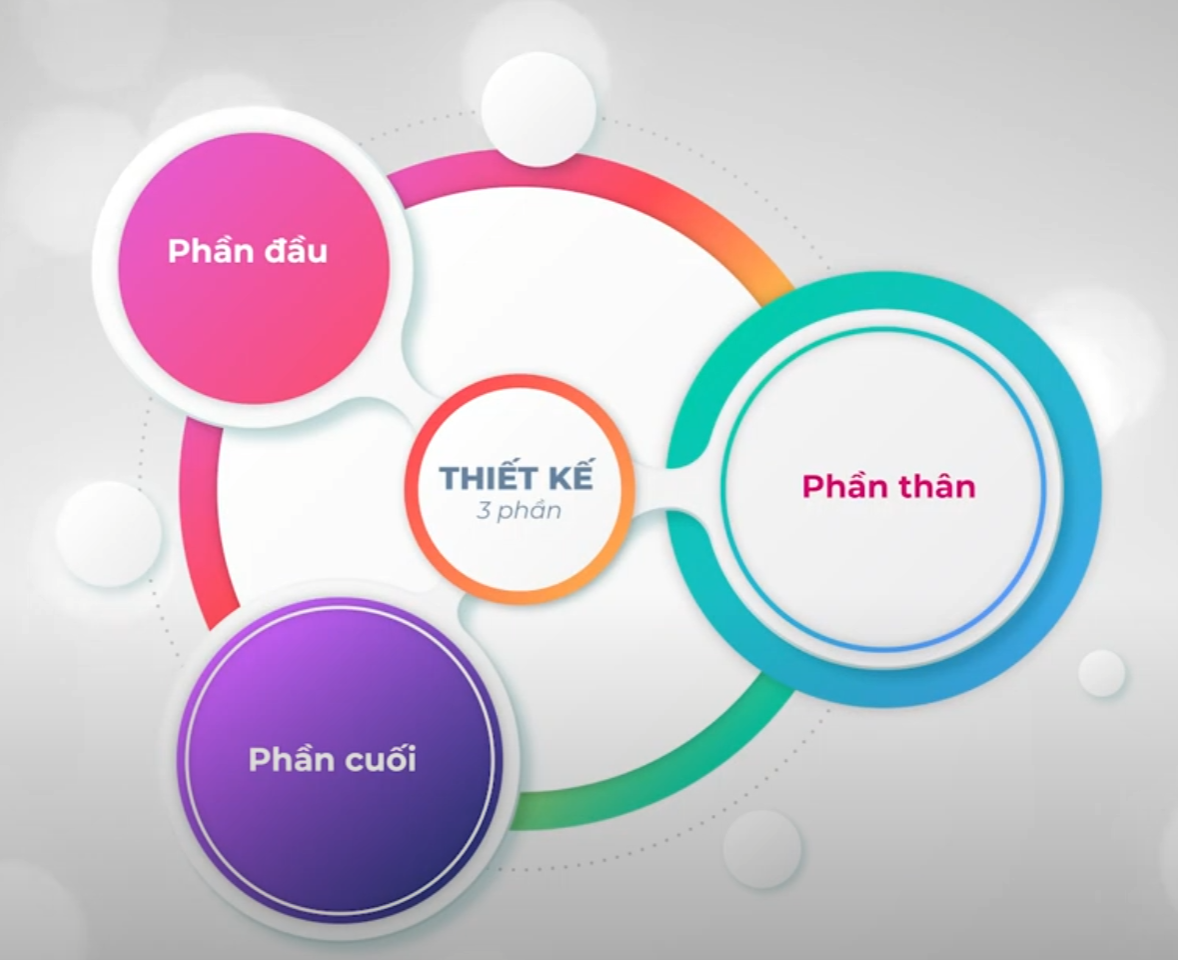 Phần đầu
THIẾT KẾ
3 phần
Phần thân
Phần cuối